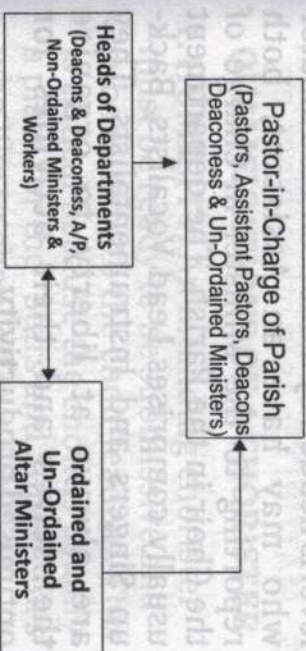 Pastor-in-Charge of Parish
(Pastors, Assistant Pastors, Deacons
Deaconess & Un-Ordained Ministers)
Heads of Departments
(Deacons & Deaconess, A/P,
Non-Ordained Ministers &
Workers)
Ordained and
Un-Ordained
Altar Ministers